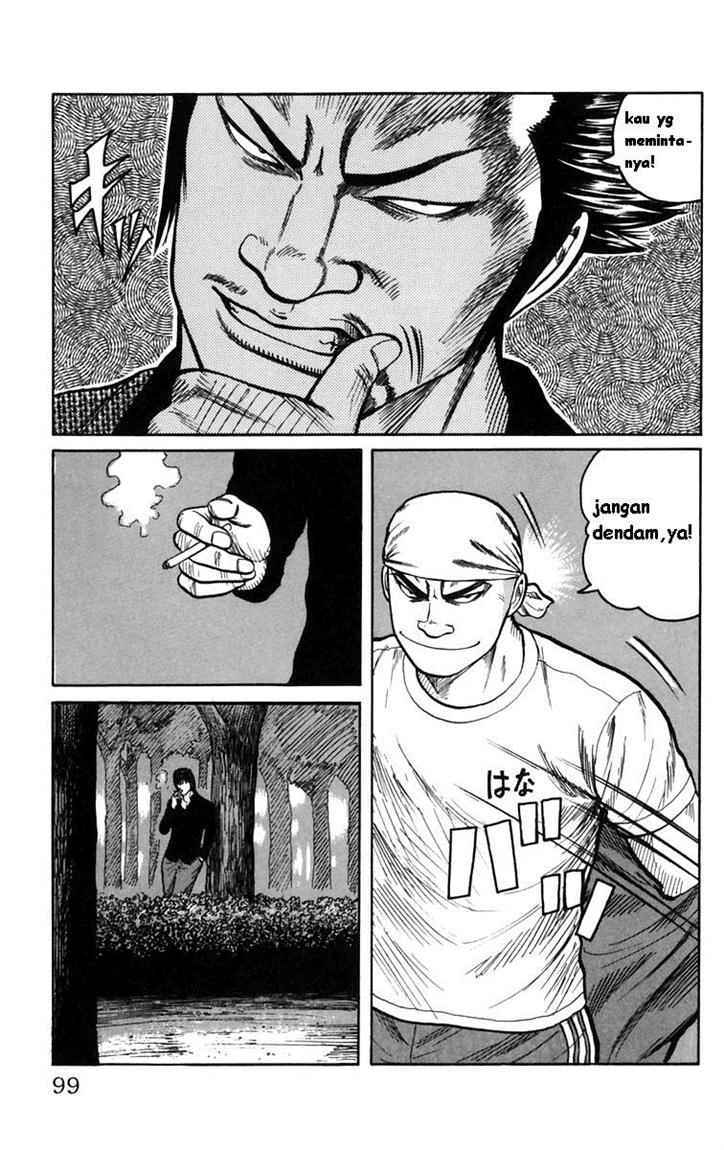 kau yg
meminta-
nya!
キッ
jangan
dendam,ya!
はな
バッ
99